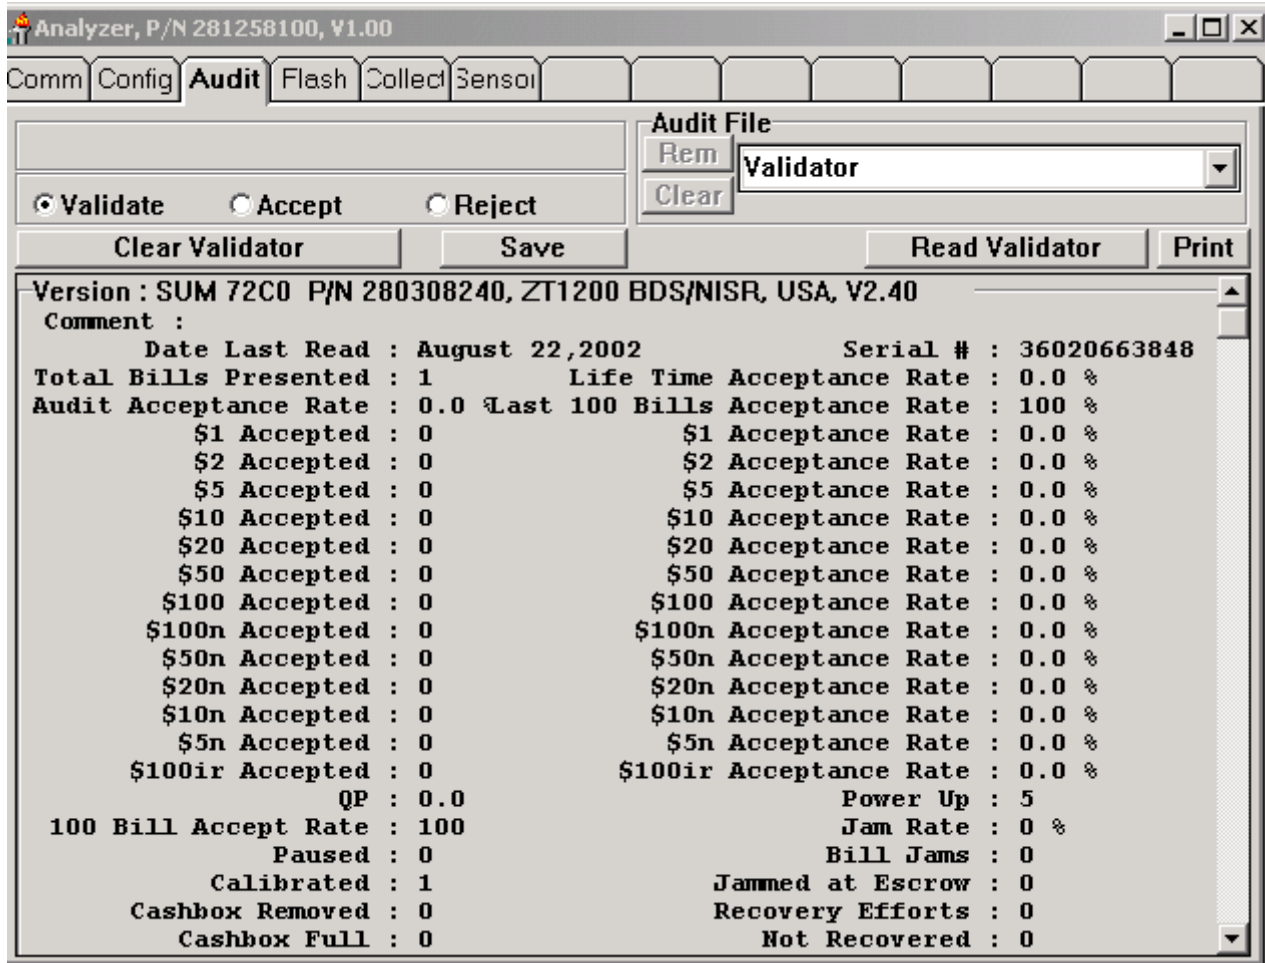 Analyzer, P/N 281258100, V1.00
Comm Config Audit Flash Collect Sensor
Audit File
Rem Validator
Clear
Validate Accept Reject
Clear Validator Save Read Validator Print
Version : SUM 72C0 P/N 280308240, ZT1200 BDS/NISR, USA, V2.40
Comment :
Date Last Read : August 22,2002 Serial # : 36020663848
Total Bills Presented : 1 Life Time Acceptance Rate : 0.0 %
Audit Acceptance Rate : 0.0 % Last 100 Bills Acceptance Rate : 100 %
$1 Accepted : 0 $1 Acceptance Rate : 0.0 %
$2 Accepted : 0 $2 Acceptance Rate : 0.0 %
$5 Accepted : 0 $5 Acceptance Rate : 0.0 %
$10 Accepted : 0 $10 Acceptance Rate : 0.0 %
$20 Accepted : 0 $20 Acceptance Rate : 0.0 %
$50 Accepted : 0 $50 Acceptance Rate : 0.0 %
$100 Accepted : 0 $100 Acceptance Rate : 0.0 %
$100n Accepted : 0 $100n Acceptance Rate : 0.0 %
$50n Accepted : 0 $50n Acceptance Rate : 0.0 %
$20n Accepted : 0 $20n Acceptance Rate : 0.0 %
$10n Accepted : 0 $10n Acceptance Rate : 0.0 %
$5n Accepted : 0 $5n Acceptance Rate : 0.0 %
$100ir Accepted : 0 $100ir Acceptance Rate : 0.0 %
QP : 0.0 Power Up : 5
100 Bill Accept Rate : 100 Jam Rate : 0 %
Paused : 0 Bill Jams : 0
Calibrated : 1 Jammed at Escrow : 0
Cashbox Removed : 0 Recovery Efforts : 0
Cashbox Full : 0 Not Recovered : 0